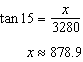 tan 15 = x/3280
x ≈ 878.9